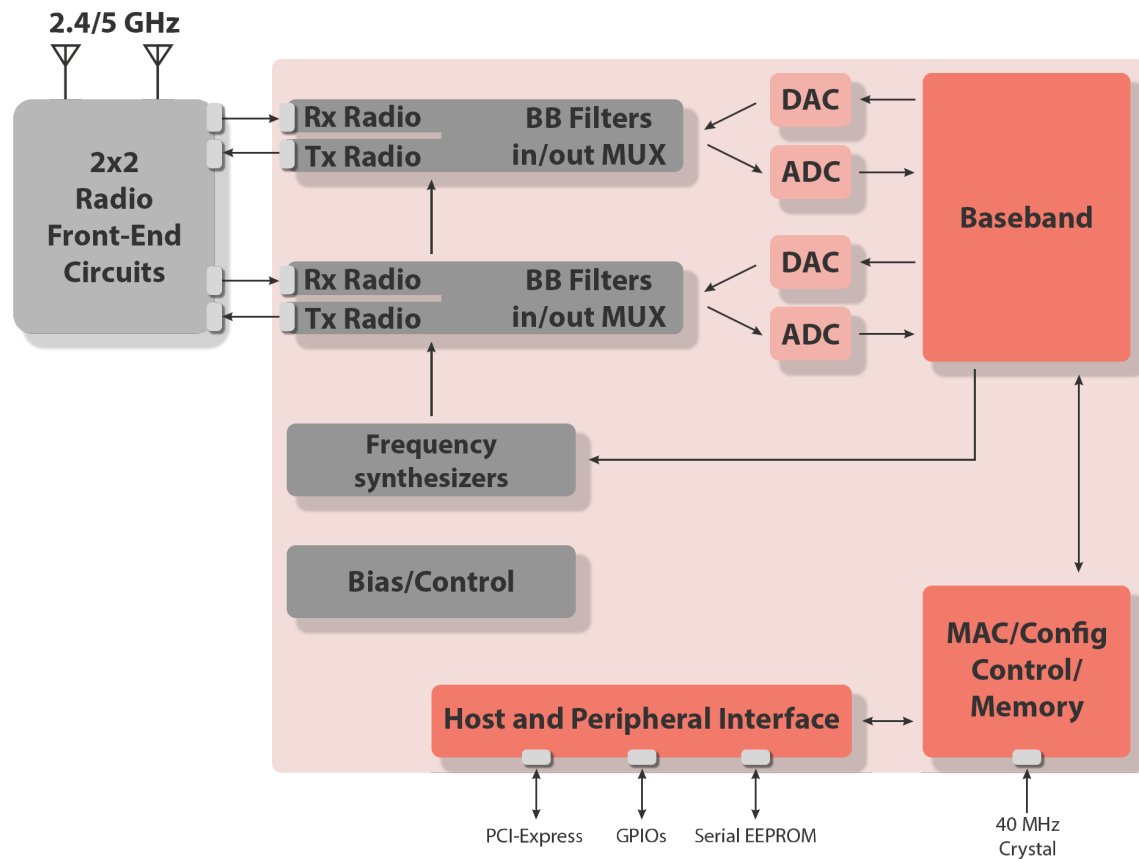 2.4/5 GHz
2x2
Radio
Front-End
Circuits
Rx Radio
Tx Radio
BB Filters
in/out MUX
DAC
ADC
Baseband
Rx Radio
Tx Radio
BB Filters
in/out MUX
DAC
ADC
Frequency
synthesizers
Bias/Control
MAC/Config
Control/
Memory
Host and Peripheral Interface
PCI-Express
GPIOs
Serial EEPROM
40 MHz
Crystal